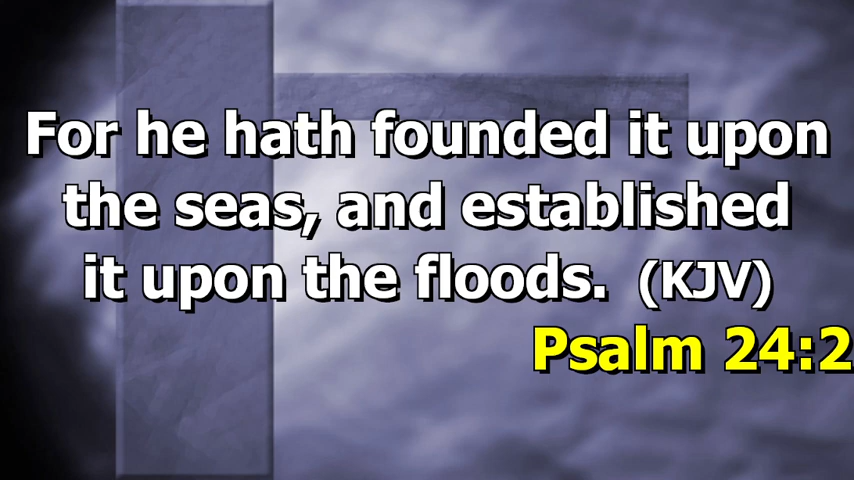 For he hath founded it upon
the seas, and established
it upon the floods. (KJV)
Psalm 24:2